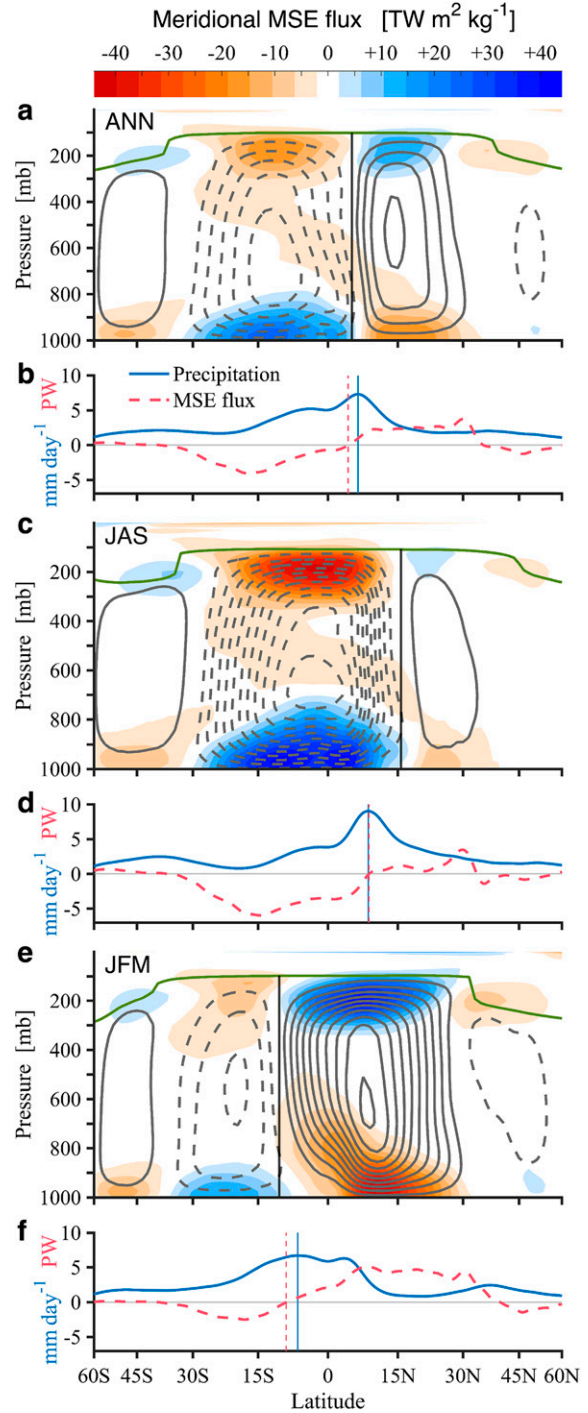 Meridional MSE flux [TW m² kg⁻¹]
-40 -30 -20 -10 0 +10 +20 +30 +40
a
ANN
Pressure [mb]
200
400
600
800
1000
b
mm day⁻¹ PW
10
5
0
-5
Precipitation
MSE flux
c
JAS
Pressure [mb]
200
400
600
800
1000
d
mm day⁻¹ PW
10
5
0
-5
e
JFM
Pressure [mb]
200
400
600
800
1000
f
mm day⁻¹ PW
10
5
0
-5
60S 45S 30S 15S 0 15N 30N 45N 60N
Latitude